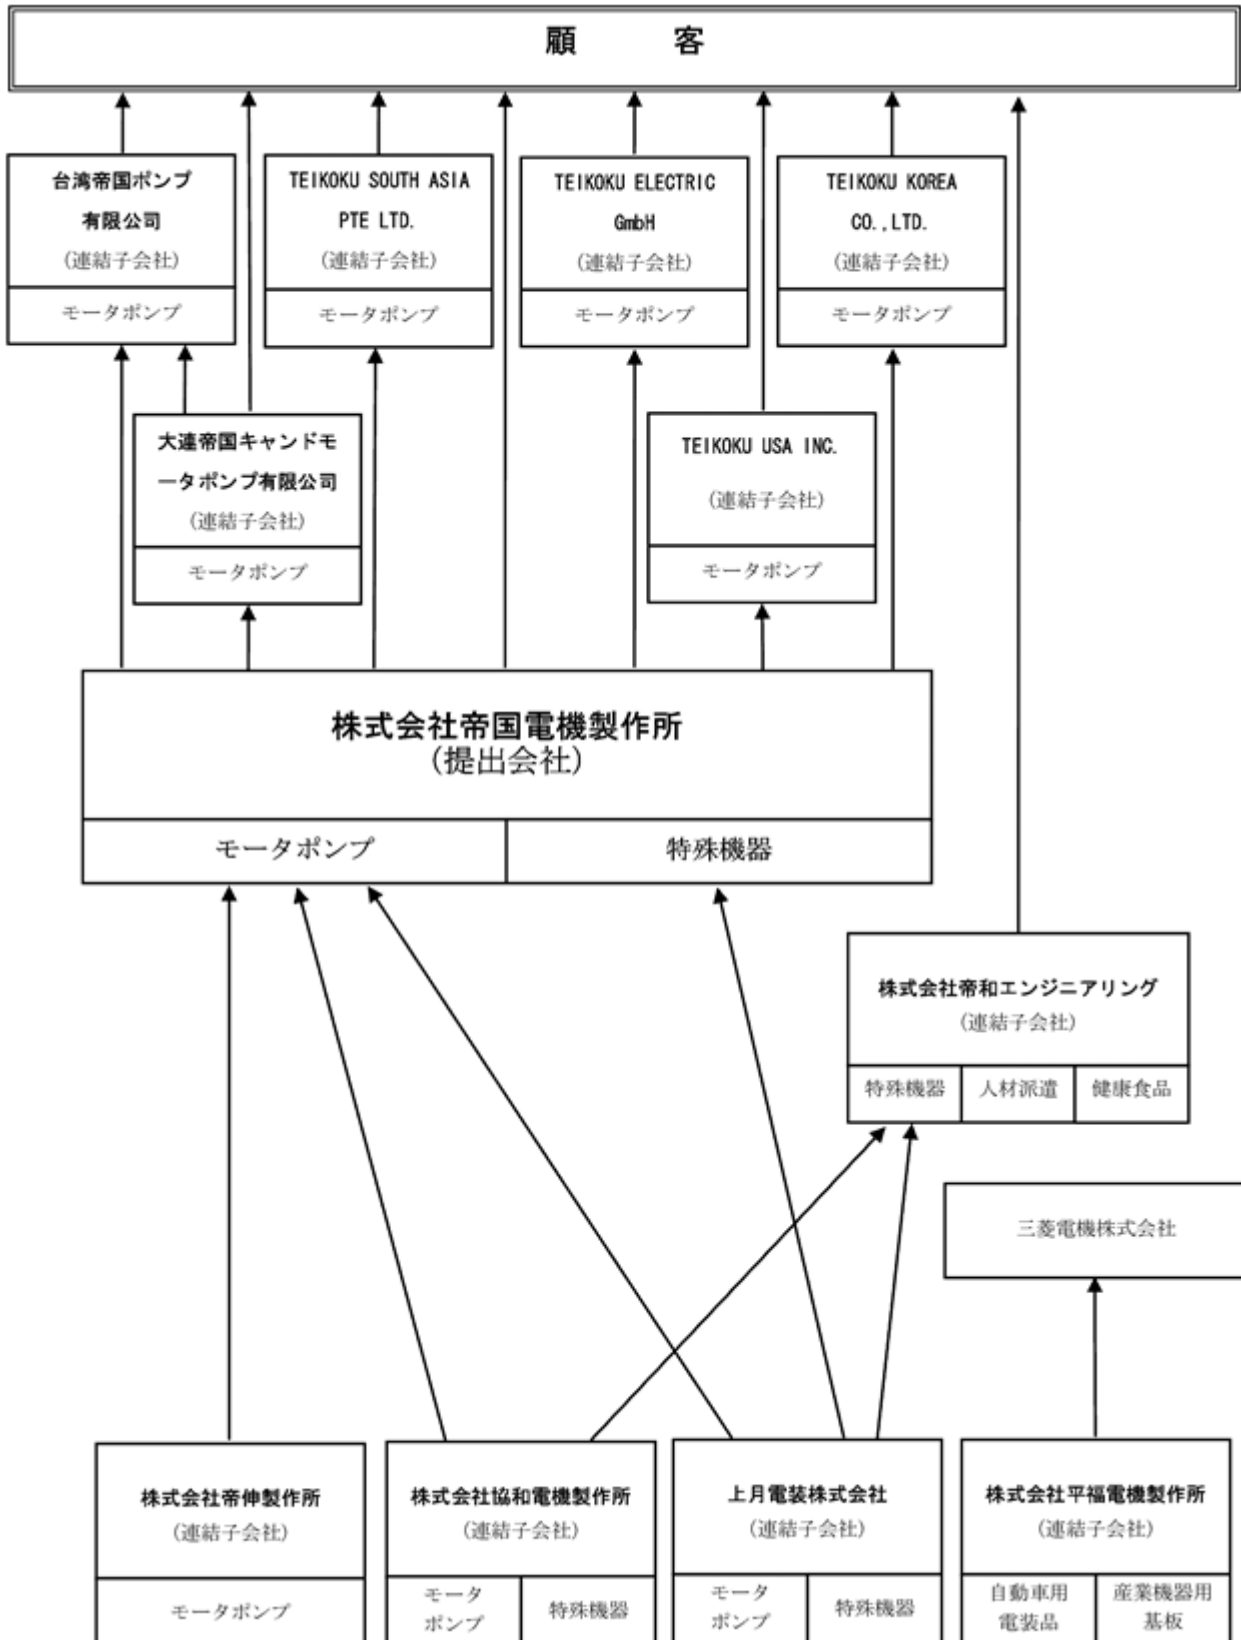 顧客
台湾帝国ポンプ
有限公司
(連結子会社)
モータポンプ
TEIKOKU SOUTH ASIA
PTE LTD.
(連結子会社)
モータポンプ
TEIKOKU ELECTRIC
GmbH
(連結子会社)
モータポンプ
TEIKOKU KOREA
CO.,LTD.
(連結子会社)
モータポンプ
大連帝国キャンドモ
ータポンプ有限公司
(連結子会社)
モータポンプ
TEIKOKU USA INC.
(連結子会社)
モータポンプ
株式会社帝国電機製作所
(提出会社)
モータポンプ
特殊機器
株式会社帝和エンジニアリング
(連結子会社)
特殊機器
人材派遣
健康食品
三菱電機株式会社
株式会社帝伸製作所
(連結子会社)
モータポンプ
株式会社協和電機製作所
(連結子会社)
モータ
ポンプ
特殊機器
上月電装株式会社
(連結子会社)
モータ
ポンプ
特殊機器
株式会社平福電機製作所
(連結子会社)
自動車用
電装品
産業機器用
基板